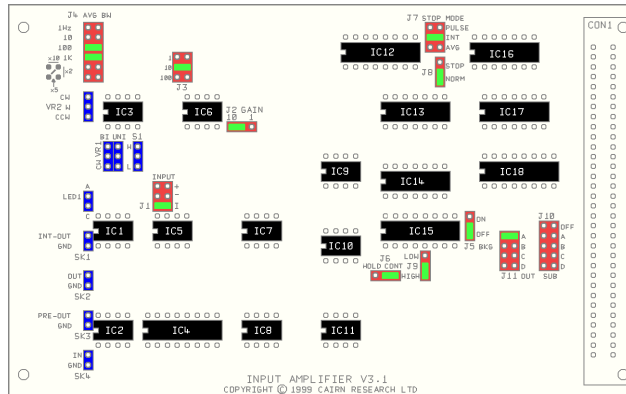 J4 AVG BW
1Hz
10
100
1K
x10
x2
x5
1
10
100
J3
J7 STOP MODE
PULSE
INT
AVG
J8
STOP
NORM
CON1
IC12
IC16
CW
VR2 W
CCW
IC3
IC6
J2 GAIN
10 1
IC13
IC17
BI UNI S1
CW VR1
H
L
IC9
IC14
IC18
A
LED1
C
INPUT
+
-
J1 I
IC1
IC5
IC7
IC10
IC15
ON
OFF
J5 BKG
J10
OFF
A
B
C
D
SUB
A
B
C
D
J11 OUT
INT-OUT
GND
SK1
J6
HOLD CONT
LOW
J9
HIGH
OUT
GND
SK2
PRE-OUT
GND
SK3
IC2
IC4
IC8
IC11
IN
GND
SK4
INPUT AMPLIFIER V3.1
COPYRIGHT © 1999 CAIRN RESEARCH LTD